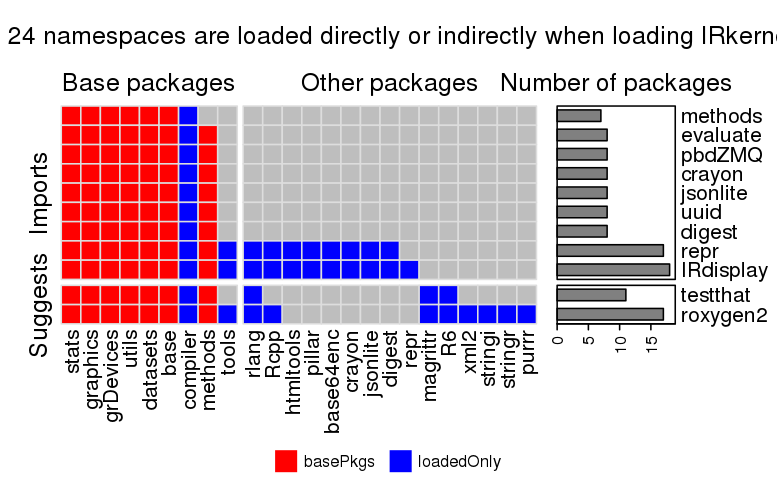 24 namespaces are loaded directly or indirectly when loading IRkerne
Base packages
Other packages
Number of packages
Imports
Suggests
methods
evaluate
pbdZMQ
crayon
jsonlite
uuid
digest
repr
IRdisplay
testthat
roxygen2
0
5
10
15
stats
graphics
grDevices
utils
datasets
base
compiler
methods
tools
rlang
Rcpp
htmltools
pillar
base64enc
crayon
jsonlite
digest
repr
magrittr
R6
xml2
stringi
stringr
purrr
basePkgs
loadedOnly